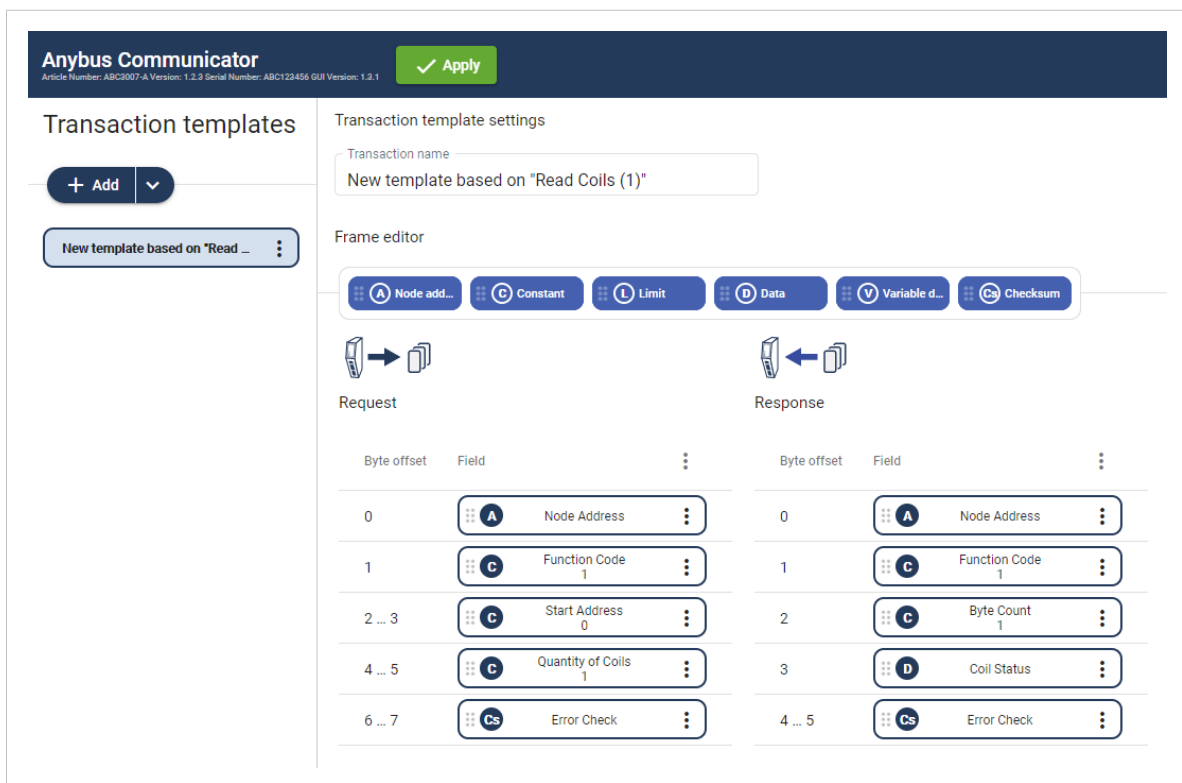 Anybus Communicator
Article Number: ABC3007-A Version: 1.2.3 Serial Number: ABC123456 GUI Version: 1.3.1
Apply
Transaction templates
Add
New template based on "Read ...
Transaction template settings
Transaction name
New template based on "Read Coils (1)"
Frame editor
A Node add...
C Constant
L Limit
D Data
V Variable d...
Cs Checksum
Request
Byte offset Field
0 A Node Address
1 C Function Code
1
2 ... 3 C Start Address
0
4 ... 5 C Quantity of Coils
1
6 ... 7 Cs Error Check
Response
Byte offset Field
0 A Node Address
1 C Function Code
1
2 C Byte Count
1
3 D Coil Status
4 ... 5 Cs Error Check